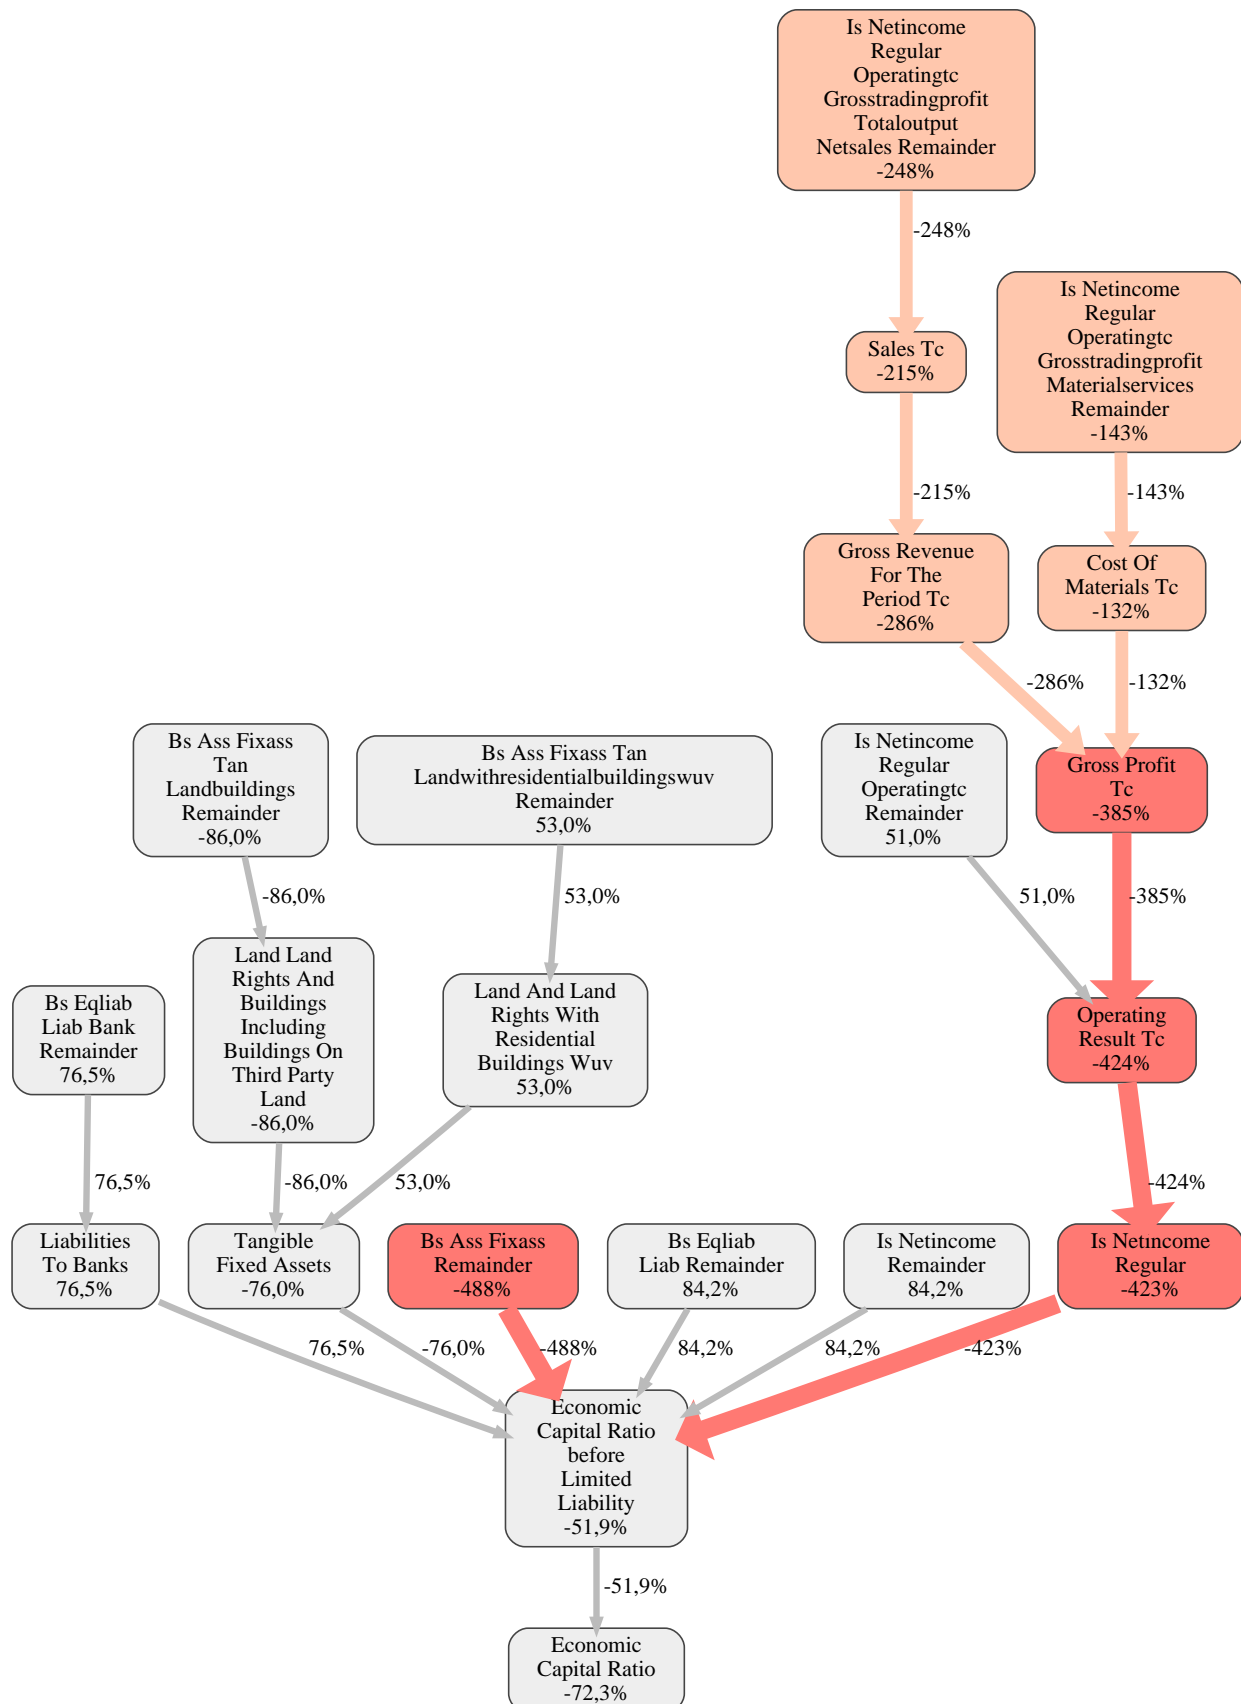 Is Netincome
Regular
Operatingtc
Grosstradingprofit
Totaloutput
Netsales Remainder
-248%
-248%
Is Netincome
Regular
Operatingtc
Grosstradingprofit
Materialservices
Remainder
-143%
Sales Tc
-215%
-215%
-143%
Gross Revenue
For The
Period Tc
-286%
Cost Of
Materials Tc
-132%
-286%
-132%
Bs Ass Fixass
Tan
Landbuildings
Remainder
-86,0%
Bs Ass Fixass Tan
Landwithresidentialbuildingswuv
Remainder
53,0%
Is Netincome
Regular
Operatingtc
Remainder
51,0%
Gross Profit
Tc
-385%
-86,0%
53,0%
51,0%
-385%
Bs Eqliab
Liab Bank
Remainder
76,5%
Land Land
Rights And
Buildings
Including
Buildings On
Third Party
Land
-86,0%
Land And Land
Rights With
Residential
Buildings Wuv
53,0%
Operating
Result Tc
-424%
76,5%
-86,0%
53,0%
-424%
Liabilities
To Banks
76,5%
Tangible
Fixed Assets
-76,0%
Bs Ass Fixass
Remainder
-488%
Bs Eqliab
Liab Remainder
84,2%
Is Netincome
Remainder
84,2%
Is Netincome
Regular
-423%
76,5%
-76,0%
-488%
84,2%
84,2%
-423%
Economic
Capital Ratio
before
Limited
Liability
-51,9%
-51,9%
Economic
Capital Ratio
-72,3%